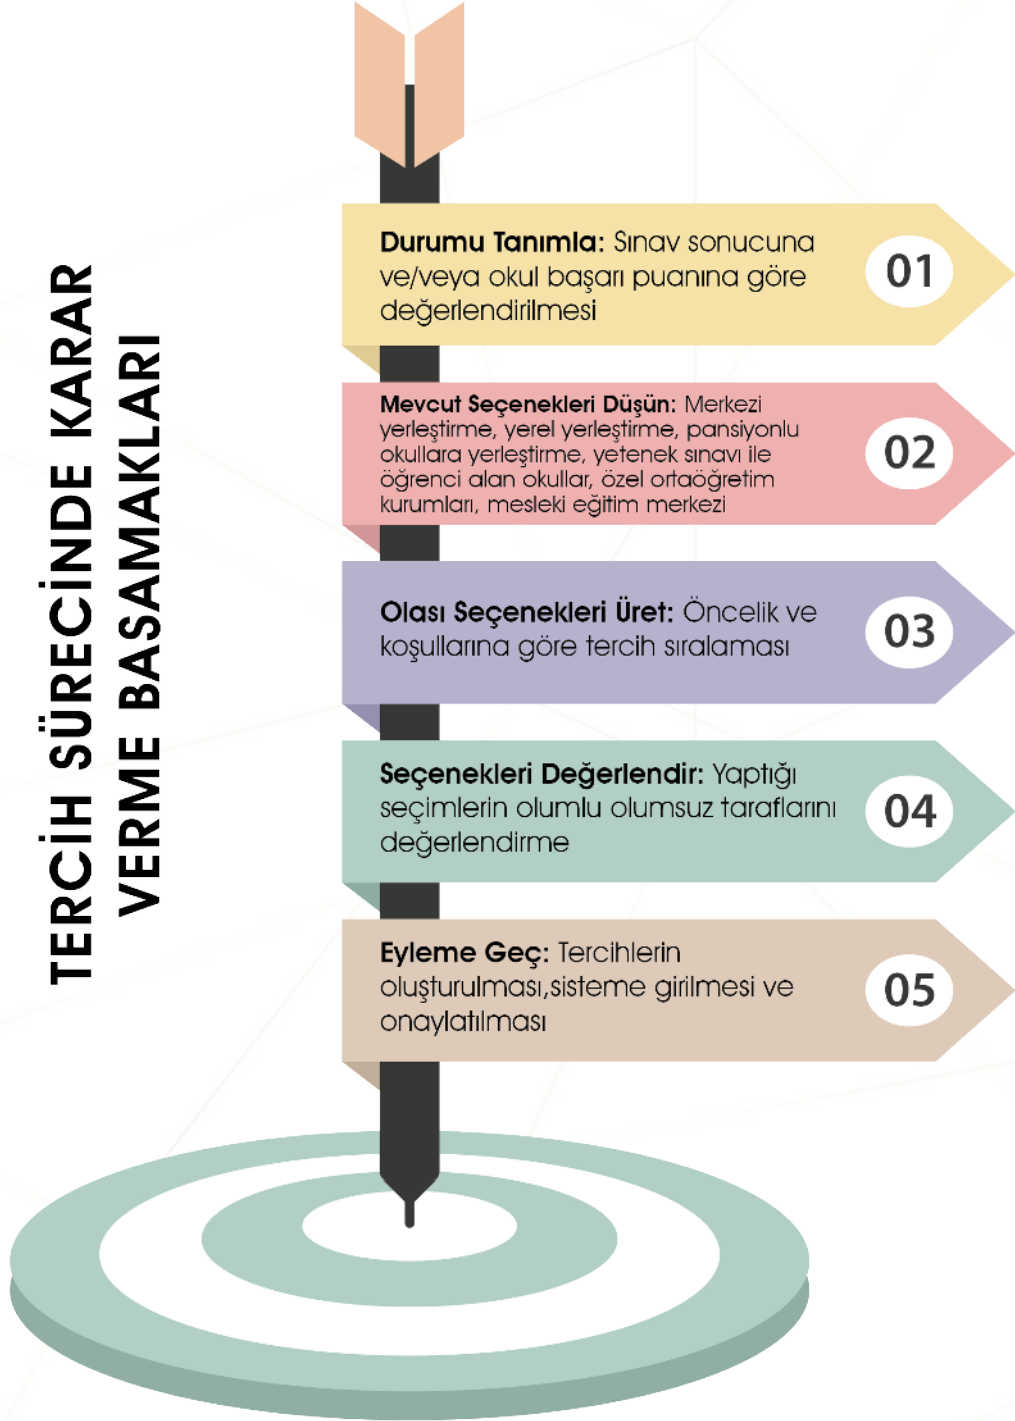 TERCİH SÜRECİNDE KARAR
VERME BASAMAKLARI
Durumu Tanımla: Sınav sonucuna
ve/veya okul başarı puanına göre
değerlendirilmesi
01
Mevcut Seçenekleri Düşün: Merkezi
yerleştirme, yerel yerleştirme, pansiyonlu
okullara yerleştirme, yetenek sınavı ile
öğrenci alan okullar, özel ortaöğretim
kurumları, mesleki eğitim merkezi
02
Olası Seçenekleri Üret: Öncelik ve
koşullarına göre tercih sıralaması
03
Seçenekleri Değerlendir: Yaptığı
seçimlerin olumlu olumsuz taraflarını
değerlendirme
04
Eyleme Geç: Tercihlerin
oluşturulması,sisteme girilmesi ve
onaylatılması
05